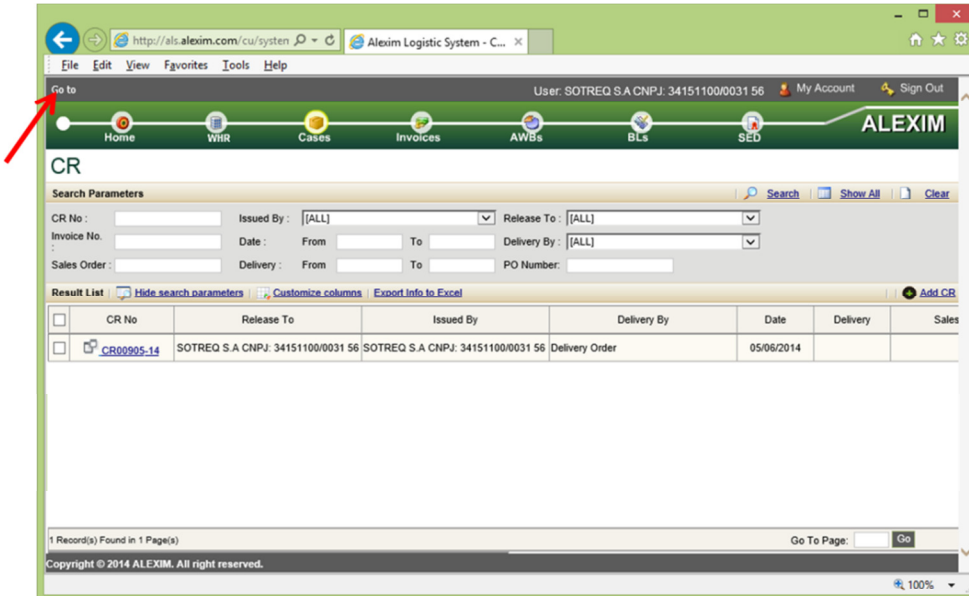 http://als.alexim.com/cu/systen
Alexim Logistic System - C...
File Edit View Favorites Tools Help
Go to User: SOTREQ S.A CNPJ: 34151100/0031 56 My Account Sign Out
Home WHR Cases Invoices AWBs BLs SED ALEXIM
CR
Search Parameters Search Show All Clear
CR No : Issued By : [ALL] Release To : [ALL]
Invoice No. : Date : From To Delivery By : [ALL]
Sales Order : Delivery : From To PO Number:
Result List Hide search parameters Customize columns Export Info to Excel Add CR
CR No Release To Issued By Delivery By Date Delivery Sales
CR00905-14 SOTREQ S.A CNPJ: 34151100/0031 56 SOTREQ S.A CNPJ: 34151100/0031 56 Delivery Order 05/06/2014
1 Record(s) Found in 1 Page(s) Go To Page: Go
Copyright © 2014 ALEXIM. All right reserved.
100%